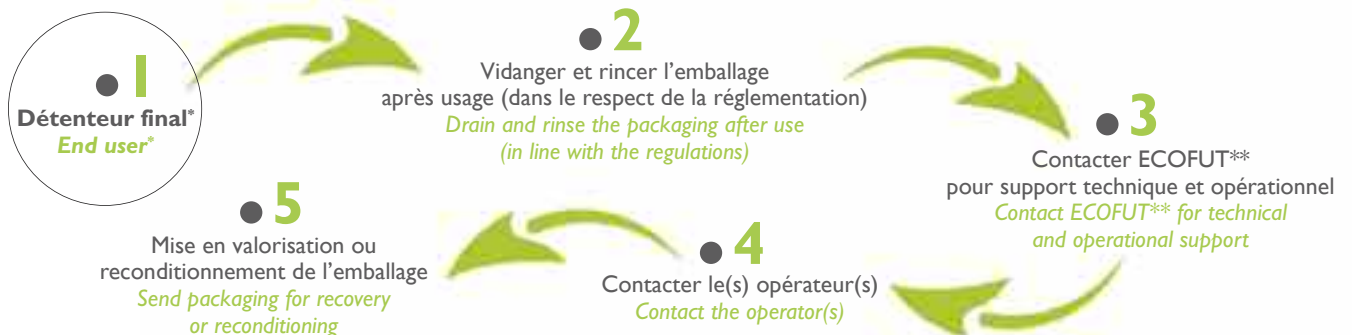 1
Détenteur final*
End user*
2
Vidanger et rincer l’emballage
après usage (dans le respect de la réglementation)
Drain and rinse the packaging after use
(in line with the regulations)
3
Contacter ECOFUT**
pour support technique et opérationnel
Contact ECOFUT** for technical
and operational support
4
Contacter le(s) opérateur(s)
Contact the operator(s)
5
Mise en valorisation ou
reconditionnement de l’emballage
Send packaging for recovery
or reconditioning